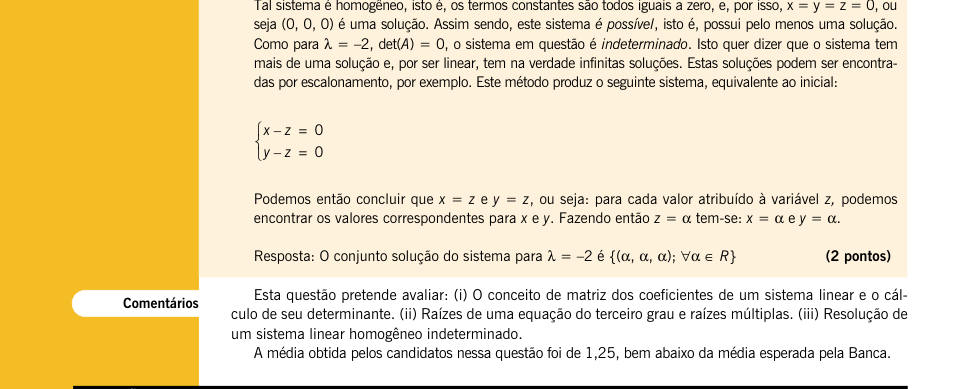 Tal sistema é homogêneo, isto é, os termos constantes são todos iguais a zero, e, por isso, x = y = z = 0, ou
seja (0, 0, 0) é uma solução. Assim sendo, este sistema é possível, isto é, possui pelo menos uma solução.
Como para λ = –2, det(A) = 0, o sistema em questão é indeterminado. Isto quer dizer que o sistema tem
mais de uma solução e, por ser linear, tem na verdade infinitas soluções. Estas soluções podem ser encontra-
das por escalonamento, por exemplo. Este método produz o seguinte sistema, equivalente ao inicial:
x – z = 0
y – z = 0
Podemos então concluir que x = z e y = z, ou seja: para cada valor atribuído à variável z, podemos
encontrar os valores correspondentes para x e y. Fazendo então z = α tem-se: x = α e y = α.
Resposta: O conjunto solução do sistema para λ = –2 é {(α, α, α); ∀α ∈ R} (2 pontos)
Comentários
Esta questão pretende avaliar: (i) O conceito de matriz dos coeficientes de um sistema linear e o cál-
culo de seu determinante. (ii) Raízes de uma equação do terceiro grau e raízes múltiplas. (iii) Resolução de
um sistema linear homogêneo indeterminado.
A média obtida pelos candidatos nessa questão foi de 1,25, bem abaixo da média esperada pela Banca.